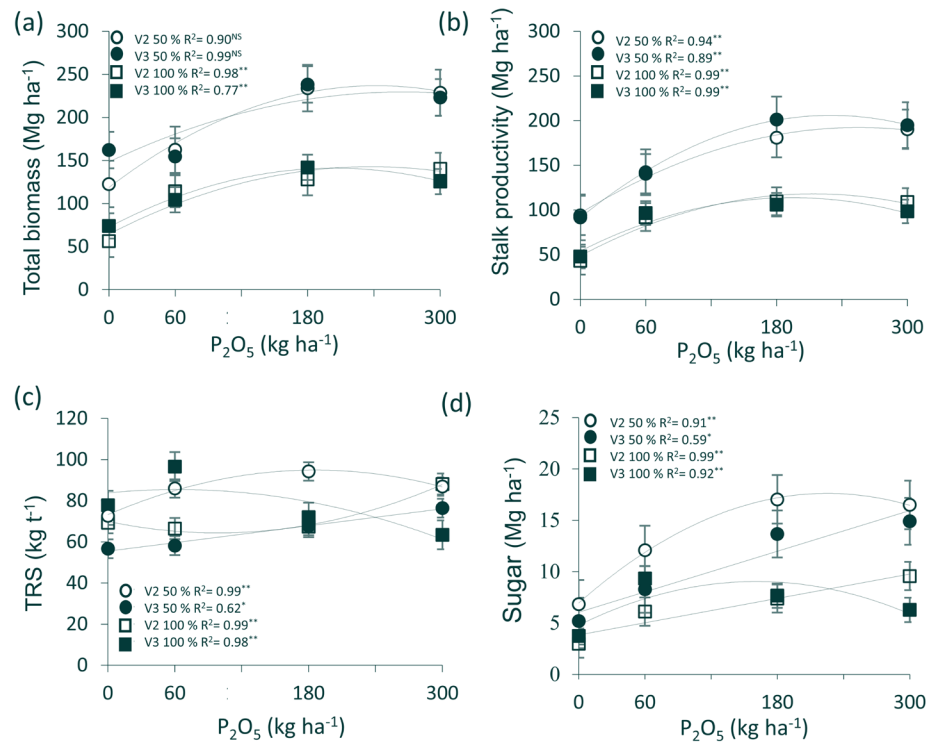 (a)
300
250
200
150
100
50
0
Total biomass (Mg ha⁻¹)
V2 50 % R²= 0.90ᴺˢ
V3 50 % R²= 0.99ᴺˢ
V2 100 % R²= 0.98**
V3 100% R²= 0.77**
0 60 180 300
P₂O₅ (kg ha⁻¹)
(b)
300
250
200
150
100
50
0
Stalk productivity (Mg ha⁻¹)
V2 50 % R²= 0.94**
V3 50 % R²= 0.89**
V2 100 % R²= 0.99**
V3 100 % R²= 0.99**
0 60 180 300
P₂O₅ (kg ha⁻¹)
(c)
120
100
80
60
40
20
0
TRS (kg t⁻¹)
V2 50 % R²= 0.99**
V3 50% R²= 0.62*
V2 100 % R²= 0.99**
V3 100 % R²= 0.98**
0 60 180 300
P₂O₅ (kg ha⁻¹)
(d)
25
20
15
10
5
0
Sugar (Mg ha⁻¹)
V2 50 % R²= 0.91**
V3 50 % R²= 0.59*
V2 100 % R²= 0.99**
V3 100 % R²= 0.92**
0 60 180 300
P₂O₅ (kg ha⁻¹)